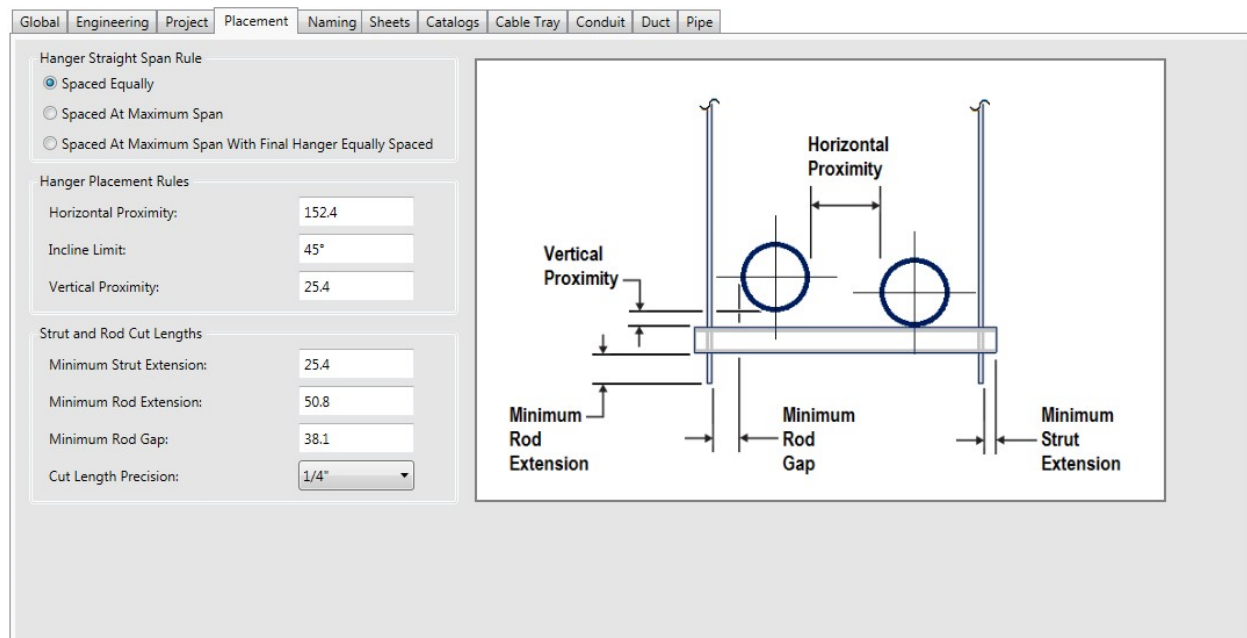 Global Engineering Project Placement Naming Sheets Catalogs Cable Tray Conduit Duct Pipe
Hanger Straight Span Rule
Spaced Equally
Spaced At Maximum Span
Spaced At Maximum Span With Final Hanger Equally Spaced
Hanger Placement Rules
Horizontal Proximity: 152.4
Incline Limit: 45°
Vertical Proximity: 25.4
Strut and Rod Cut Lengths
Minimum Strut Extension: 25.4
Minimum Rod Extension: 50.8
Minimum Rod Gap: 38.1
Cut Length Precision: 1/4"
Horizontal
Proximity
Vertical
Proximity
Minimum
Rod
Extension
Minimum
Rod
Gap
Minimum
Strut
Extension